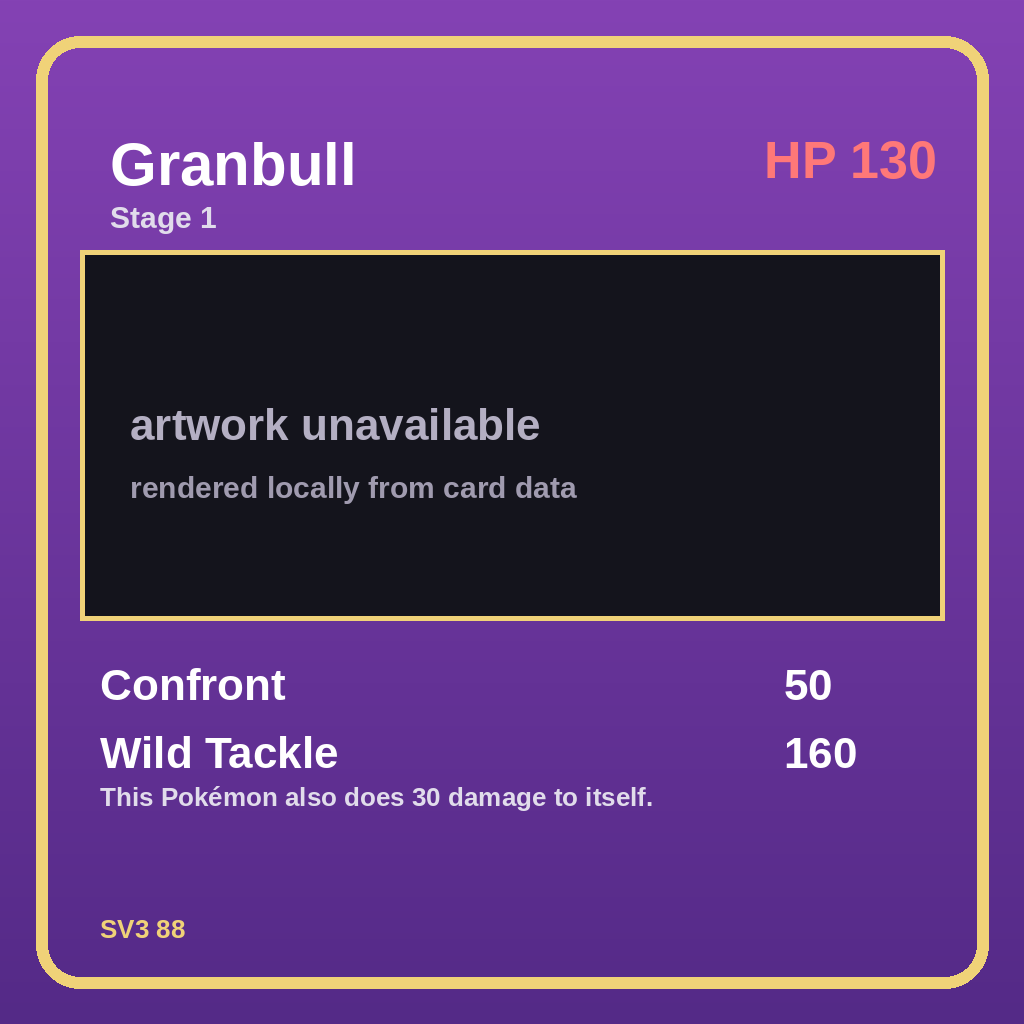 Granbull
HP 130
Stage 1
artwork unavailable
rendered locally from card data
Confront 50
Wild Tackle 160
This Pokémon also does 30 damage to itself.
SV3 88